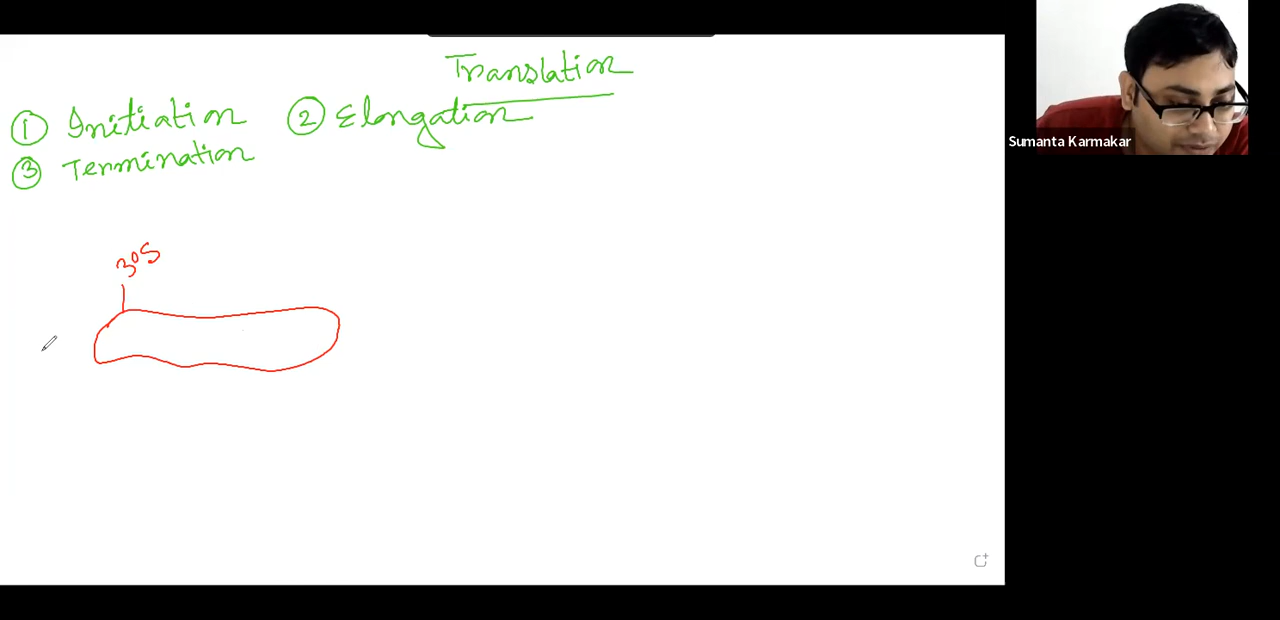 Translation
① Initiation ② Elongation
③ Termination
30S
Sumanta Karmakar